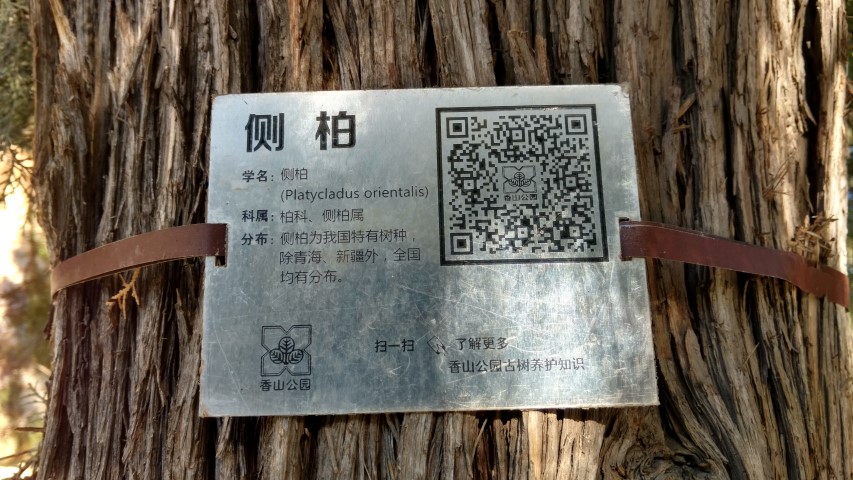 侧柏
学名：侧柏
(Platycladus orientalis)
科属：柏科、侧柏属
分布：侧柏为我国特有树种，
除青海、新疆外，全国
均有分布。
香山公园
香山公园
扫一扫 了解更多
香山公园古树养护知识